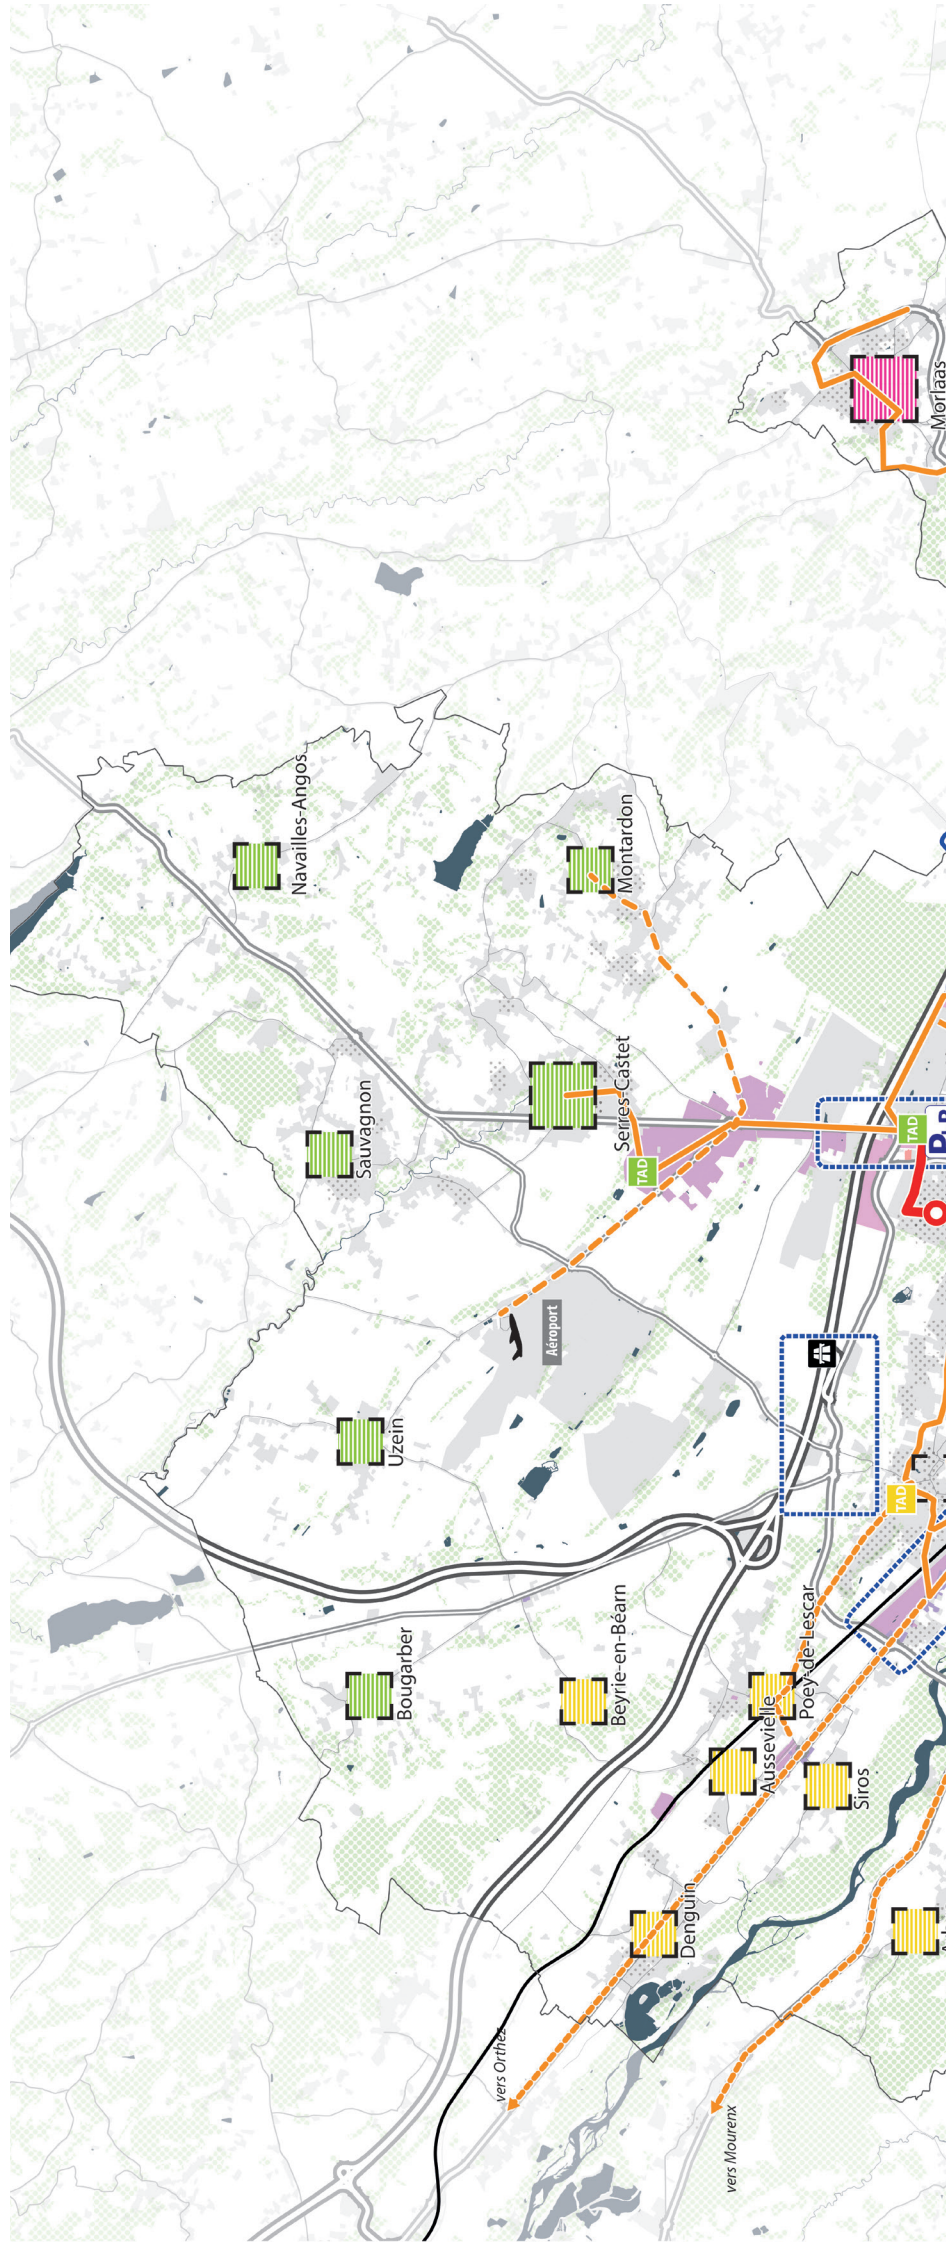 Navailles-Angos
Sauvagnon
Montardon
Serres-Castet
TAD
Aéroport
Uzein
TAD
TAD
Bougarber
Beyrie-en-Béarn
Poey-de-Lescar
Aussevielle
Siros
Denguin
vers Orthez
vers Mourenx
Morlaas